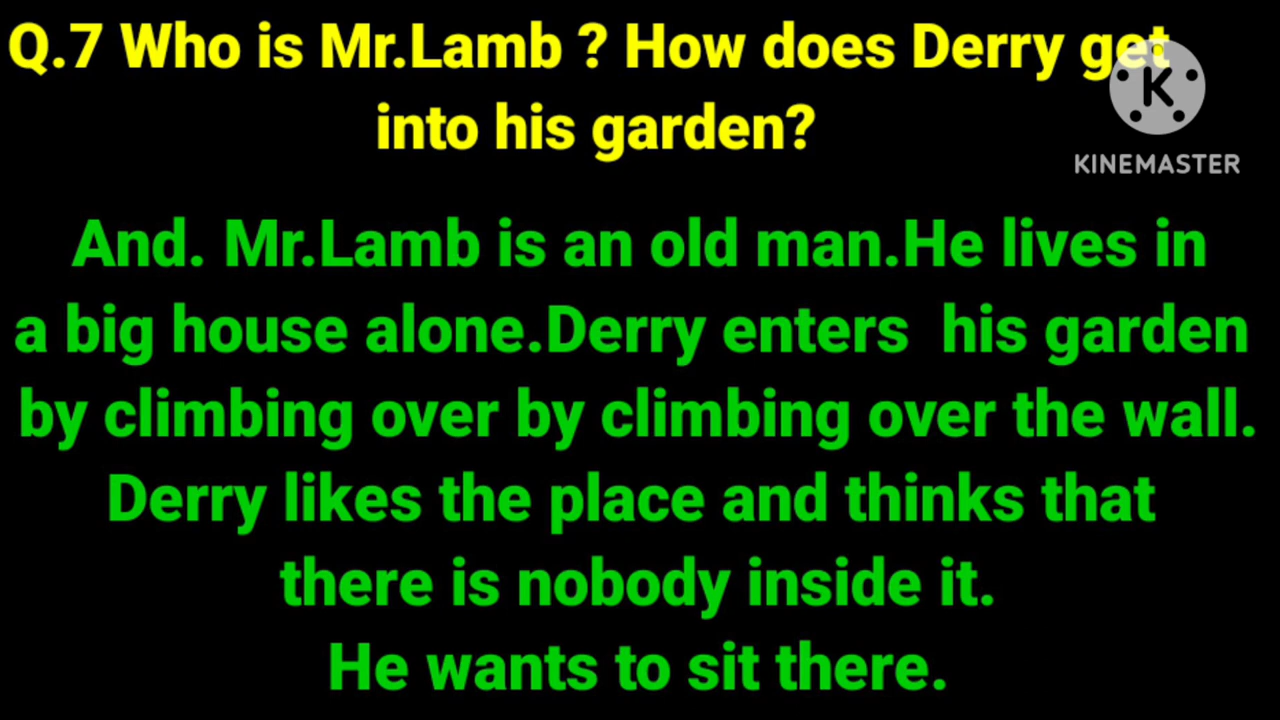 Q.7 Who is Mr.Lamb ? How does Derry get
into his garden?
K
KINEMASTER
And. Mr.Lamb is an old man.He lives in
a big house alone.Derry enters  his garden
by climbing over by climbing over the wall.
Derry likes the place and thinks that
there is nobody inside it.
He wants to sit there.